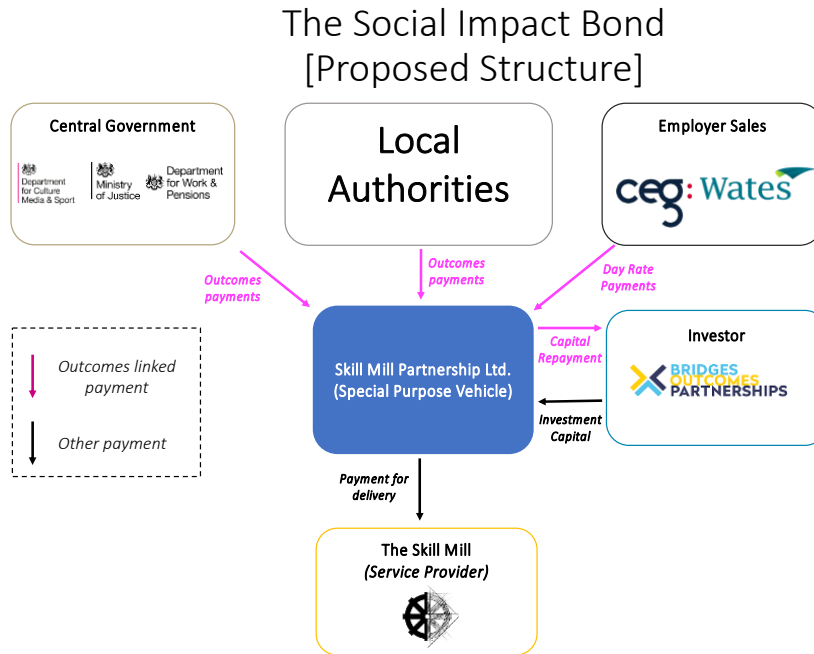 The Social Impact Bond
[Proposed Structure]
Central Government
Department
for Culture
Media & Sport
Ministry
of Justice
Department
for Work &
Pensions
Local
Authorities
Employer Sales
ceg:
Wates
Outcomes
payments
Outcomes
payments
Day Rate
Payments
Outcomes linked
payment
Other payment
Skill Mill Partnership Ltd.
(Special Purpose Vehicle)
Capital
Repayment
Investor
BRIDGES
OUTCOMES
PARTNERSHIPS
Investment
Capital
Payment for
delivery
The Skill Mill
(Service Provider)